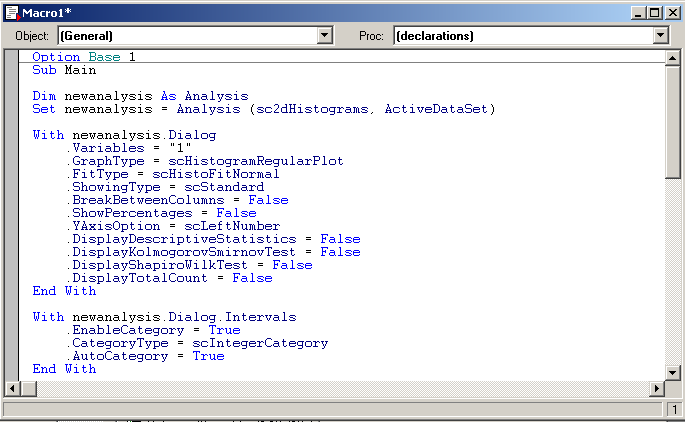 Macro1*
Object: (General) Proc: (declarations)
Option Base 1
Sub Main
Dim newanalysis As Analysis
Set newanalysis = Analysis (sc2dHistograms, ActiveDataSet)
With newanalysis.Dialog
    .Variables = "1"
    .GraphType = scHistogramRegularPlot
    .FitType = scHistoFitNormal
    .ShowingType = scStandard
    .BreakBetweenColumns = False
    .ShowPercentages = False
    .YAxisOption = scLeftNumber
    .DisplayDescriptiveStatistics = False
    .DisplayKolmogorovSmirnovTest = False
    .DisplayShapiroWilkTest = False
    .DisplayTotalCount = False
End With
With newanalysis.Dialog.Intervals
    .EnableCategory = True
    .CategoryType = scIntegerCategory
    .AutoCategory = True
End With
1